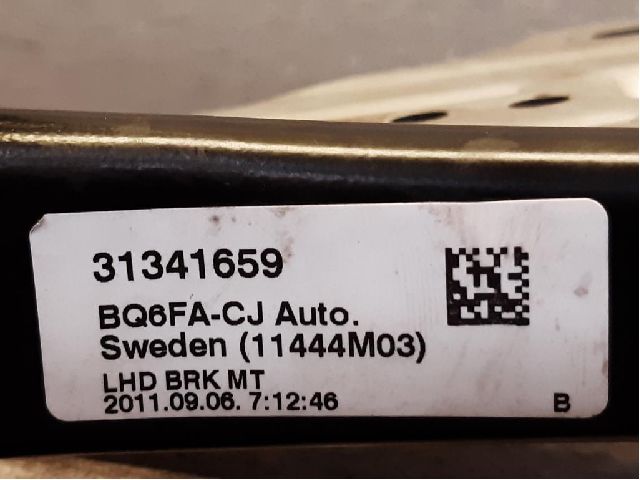 31341659
BQ6FA-CJ Auto.
Sweden (11444M03)
LHD BRK MT
2011.09.06. 7:12:46 B